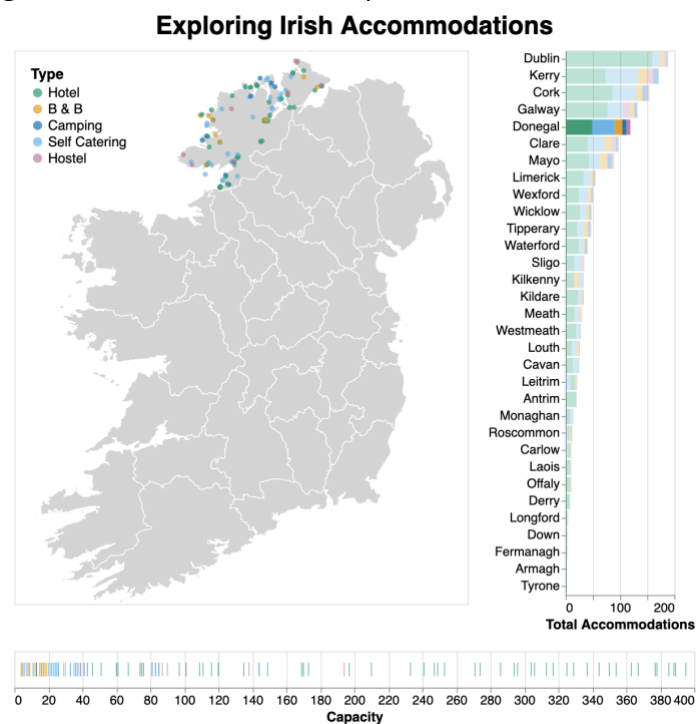 Exploring Irish Accommodations
Type
Hotel
B & B
Camping
Self Catering
Hostel
Dublin
Kerry
Cork
Galway
Donegal
Clare
Mayo
Limerick
Wexford
Wicklow
Tipperary
Waterford
Sligo
Kilkenny
Kildare
Meath
Westmeath
Louth
Cavan
Leitrim
Antrim
Monaghan
Roscommon
Carlow
Laois
Offaly
Derry
Longford
Down
Fermanagh
Armagh
Tyrone
0 100 200
Total Accommodations
0 20 40 60 80 100 120 140 160 180 200 220 240 260 280 300 320 340 360 380 400
Capacity